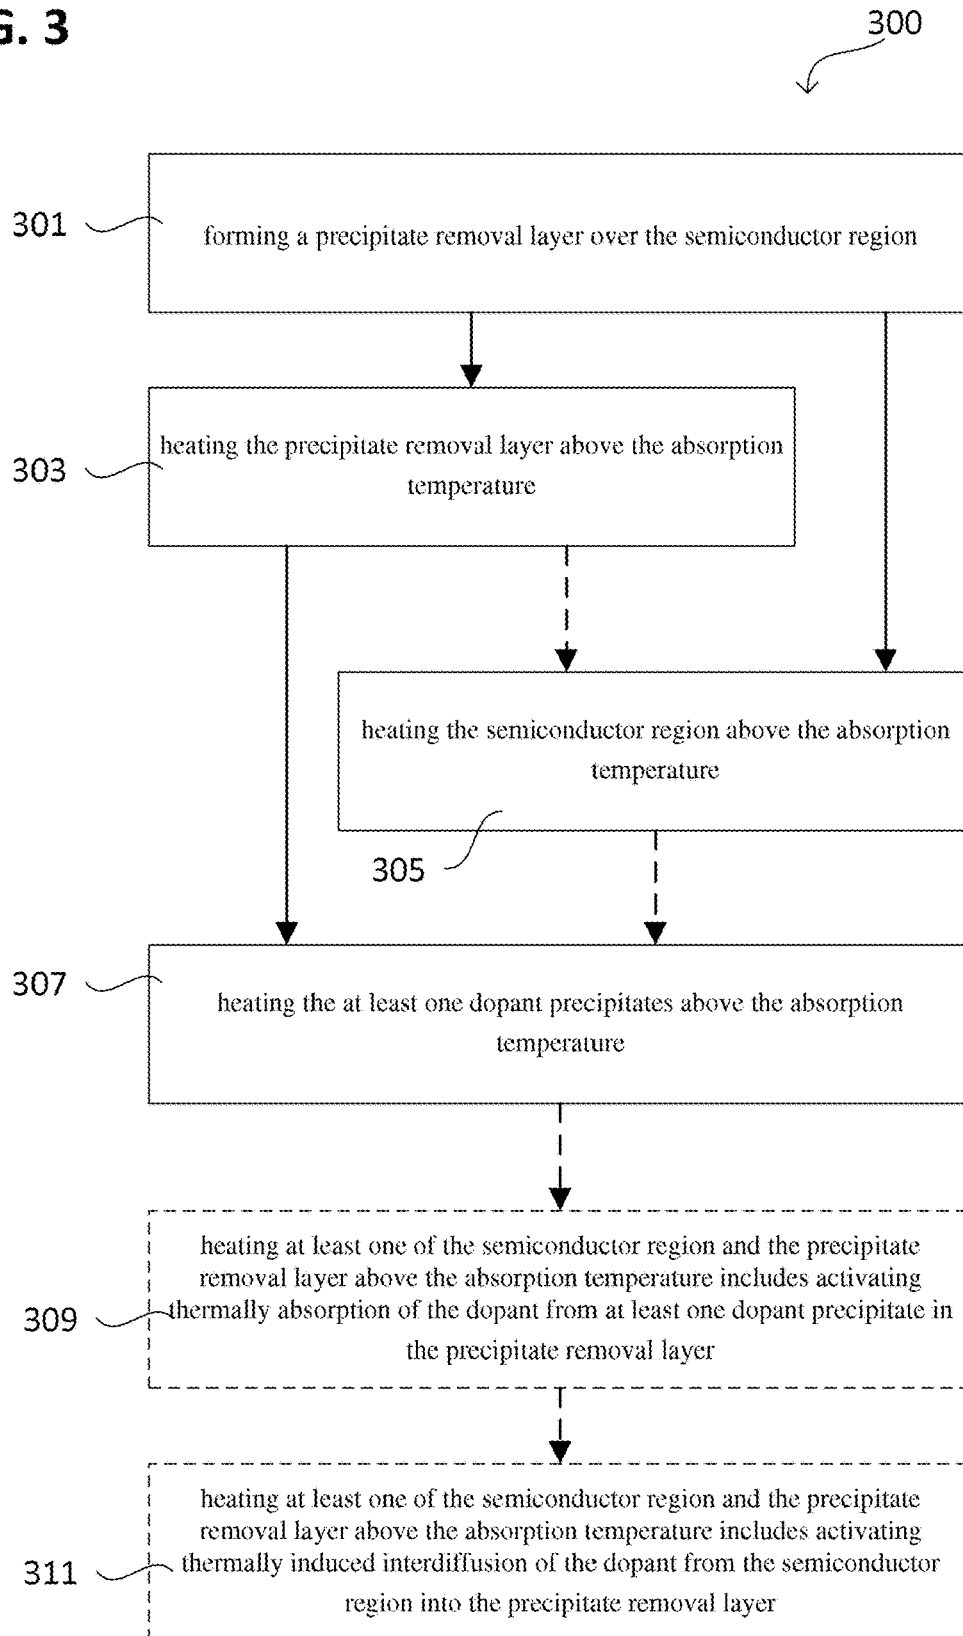 G. 3
300
301
forming a precipitate removal layer over the semiconductor region
303
heating the precipitate removal layer above the absorption
temperature
heating the semiconductor region above the absorption
temperature
305
307
heating the at least one dopant precipitates above the absorption
temperature
309
heating at least one of the semiconductor region and the precipitate
removal layer above the absorption temperature includes activating
thermally absorption of the dopant from at least one dopant precipitate in
the precipitate removal layer
311
heating at least one of the semiconductor region and the precipitate
removal layer above the absorption temperature includes activating
thermally induced interdiffusion of the dopant from the semiconductor
region into the precipitate removal layer